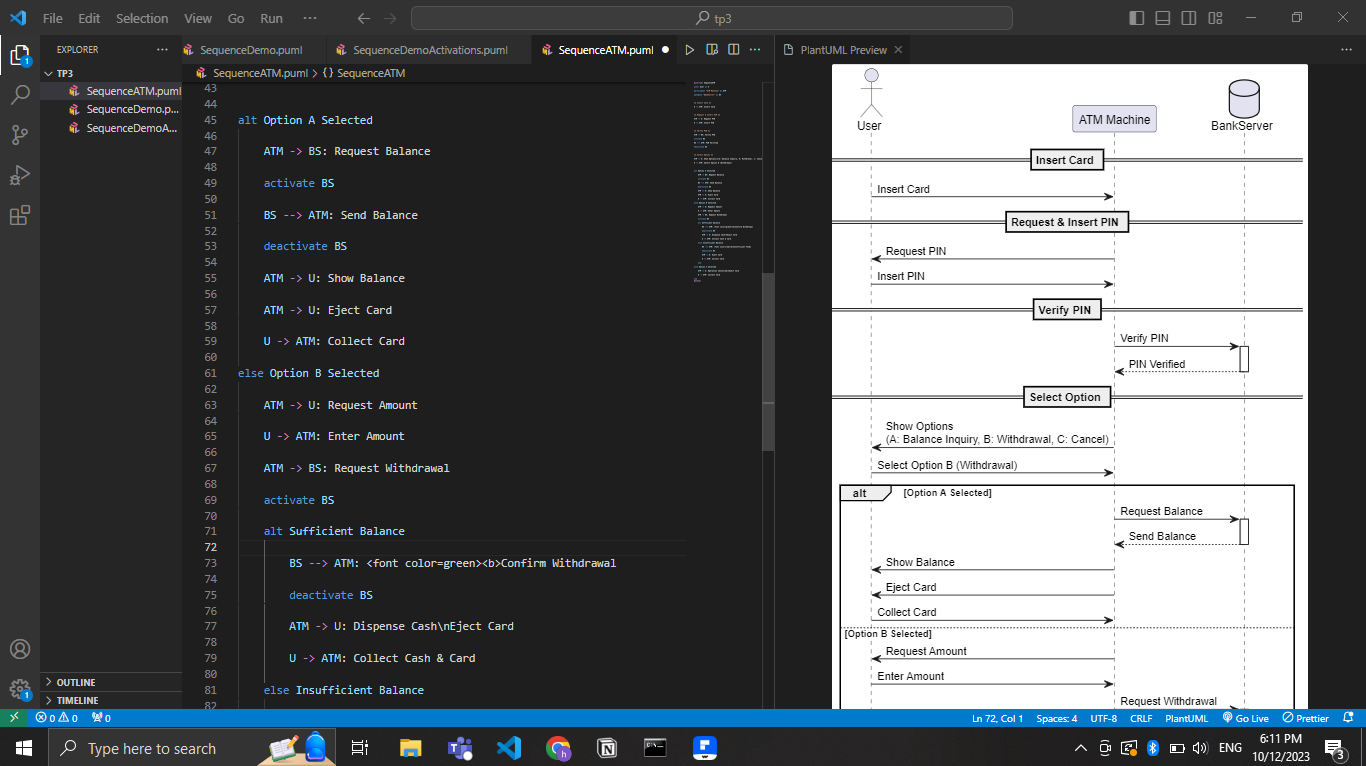 File Edit Selection View Go Run ··· tp3
EXPLORER ···
TP3
SequenceATM.puml
SequenceDemo.p...
SequenceDemoA...
OUTLINE
TIMELINE
SequenceDemo.puml SequenceDemoActivations.puml SequenceATM.puml
SequenceATM.puml > {} SequenceATM
43
44
45 alt Option A Selected
46
47 ATM -> BS: Request Balance
48
49 activate BS
50
51 BS --> ATM: Send Balance
52
53 deactivate BS
54
55 ATM -> U: Show Balance
56
57 ATM -> U: Eject Card
58
59 U -> ATM: Collect Card
60
61 else Option B Selected
62
63 ATM -> U: Request Amount
64
65 U -> ATM: Enter Amount
66
67 ATM -> BS: Request Withdrawal
68
69 activate BS
70
71 alt Sufficient Balance
72
73 BS --> ATM: <font color=green><b>Confirm Withdrawal
74
75 deactivate BS
76
77 ATM -> U: Dispense Cash\nEject Card
78
79 U -> ATM: Collect Cash & Card
80
81 else Insufficient Balance
82
PlantUML Preview
User
ATM Machine
BankServer
Insert Card
Insert Card
Request & Insert PIN
Request PIN
Insert PIN
Verify PIN
Verify PIN
PIN Verified
Select Option
Show Options
(A: Balance Inquiry, B: Withdrawal, C: Cancel)
Select Option B (Withdrawal)
alt [Option A Selected]
Request Balance
Send Balance
Show Balance
Eject Card
Collect Card
[Option B Selected]
Request Amount
Enter Amount
Request Withdrawal
0 0 0 Ln 72, Col 1 Spaces: 4 UTF-8 CRLF PlantUML Go Live Prettier
Type here to search
ENG
6:11 PM
10/12/2023
3